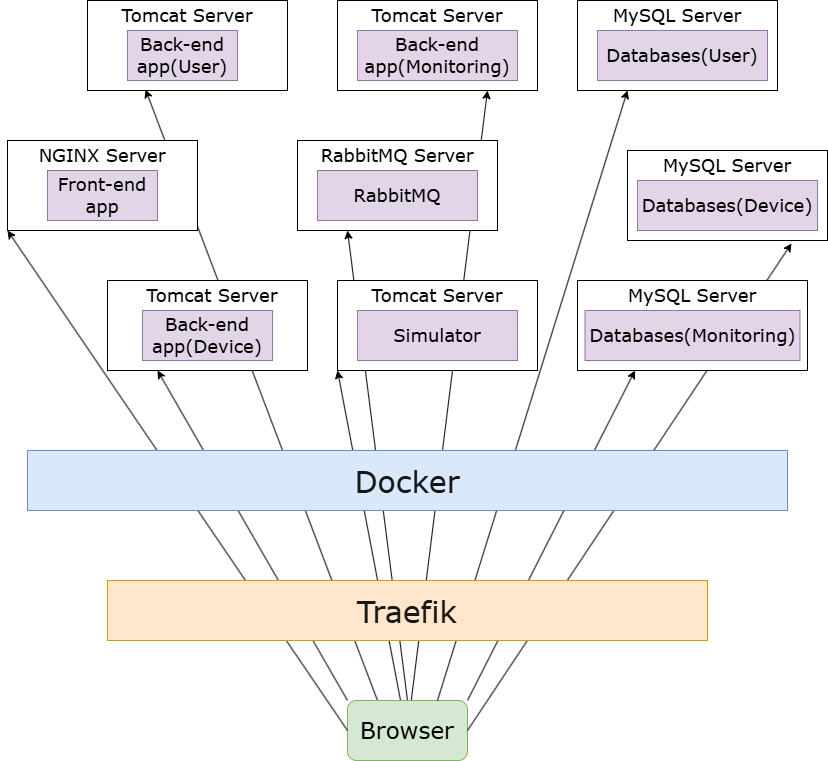 Tomcat Server
Back-end
app(User)
Tomcat Server
Back-end
app(Monitoring)
MySQL Server
Databases(User)
NGINX Server
Front-end
app
RabbitMQ Server
RabbitMQ
MySQL Server
Databases(Device)
Tomcat Server
Back-end
app(Device)
Tomcat Server
Simulator
MySQL Server
Databases(Monitoring)
Docker
Traefik
Browser